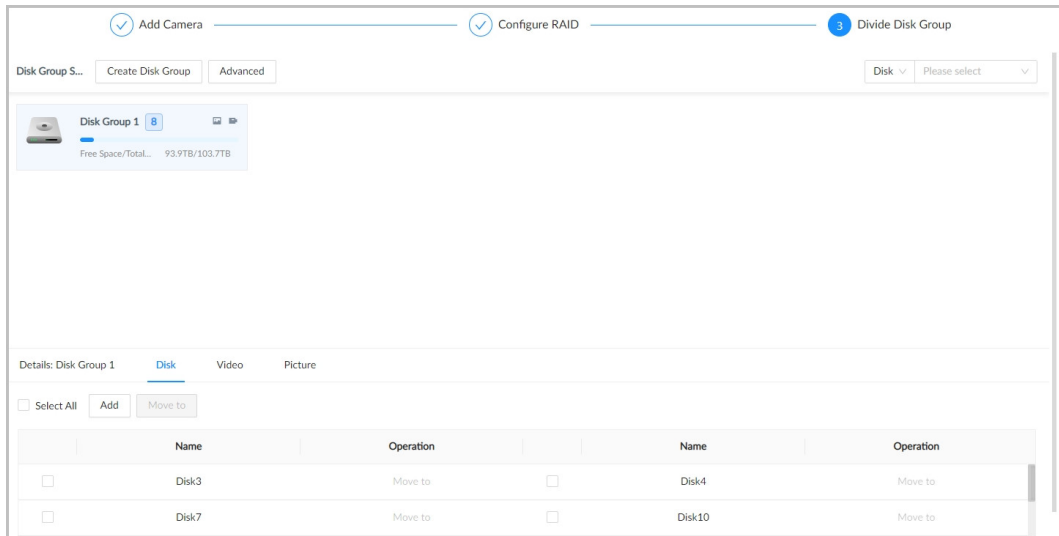 Add Camera
Configure RAID
3 Divide Disk Group
Disk Group S... Create Disk Group Advanced Disk Please select
Disk Group 1 8
Free Space/Total... 93.9TB/103.7TB
Details: Disk Group 1 Disk Video Picture
Select All Add Move to
Name Operation Name Operation
Disk3 Move to Disk4 Move to
Disk7 Move to Disk10 Move to